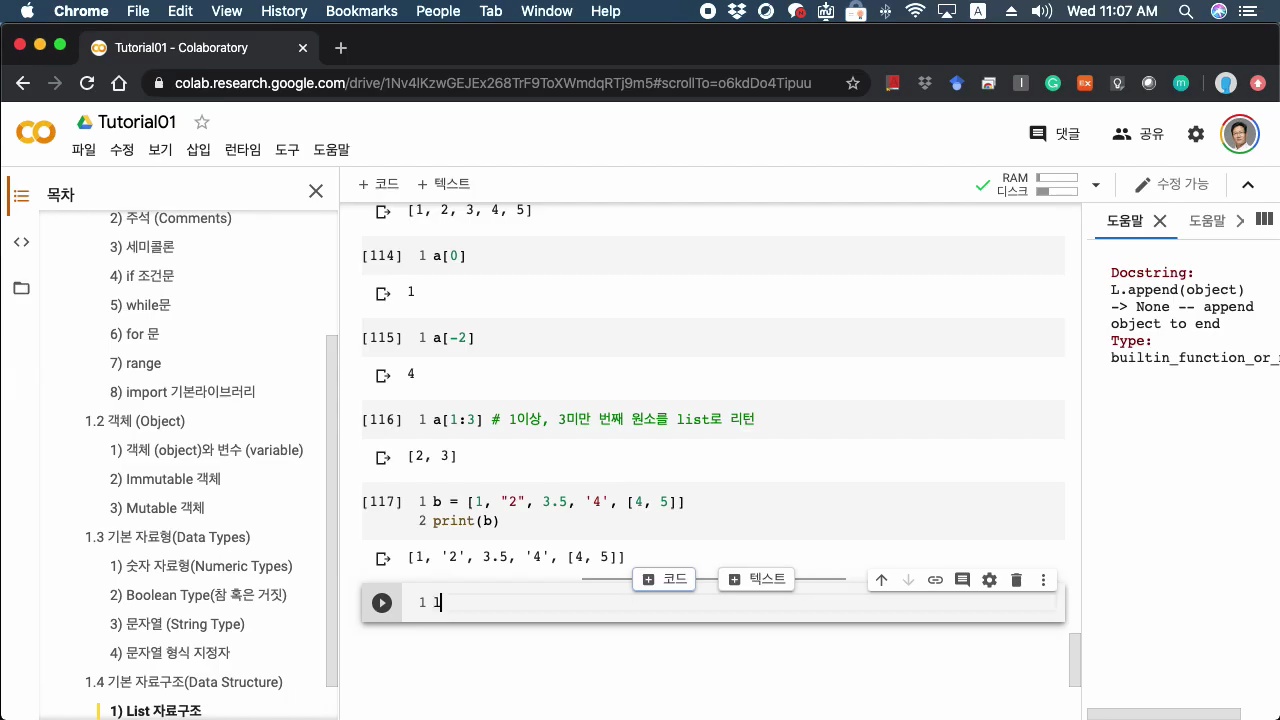 Chrome File Edit View History Bookmarks People Tab Window Help A Wed 11:07 AM
Tutorial01 - Colaboratory
colab.research.google.com/drive/1Nv4lKzwGEJEx268TrF9ToXWmdqRTj9m5#scrollTo=o6kdDo4Tipuu
Tutorial01
댓글 공유
파일 수정 보기 삽입 런타임 도구 도움말
목차
+ 코드 + 텍스트
RAM
디스크
수정 가능
2) 주석 (Comments)
3) 세미콜론
4) if 조건문
5) while문
6) for 문
7) range
8) import 기본라이브러리
1.2 객체 (Object)
1) 객체 (object)와 변수 (variable)
2) Immutable 객체
3) Mutable 객체
1.3 기본 자료형(Data Types)
1) 숫자 자료형(Numeric Types)
2) Boolean Type(참 혹은 거짓)
3) 문자열 (String Type)
4) 문자열 형식 지정자
1.4 기본 자료구조(Data Structure)
1) List 자료구조
[1, 2, 3, 4, 5]
[114] 1 a[0]
1
[115] 1 a[-2]
4
[116] 1 a[1:3] # 1이상, 3미만 번째 원소를 list로 리턴
[2, 3]
[117] 1 b = [1, "2", 3.5, '4', [4, 5]]
2 print(b)
[1, '2', 3.5, '4', [4, 5]]
코드 텍스트
1 l
도움말 도움말
Docstring:
L.append(object)
-> None -- append
object to end
Type:
builtin_function_or_